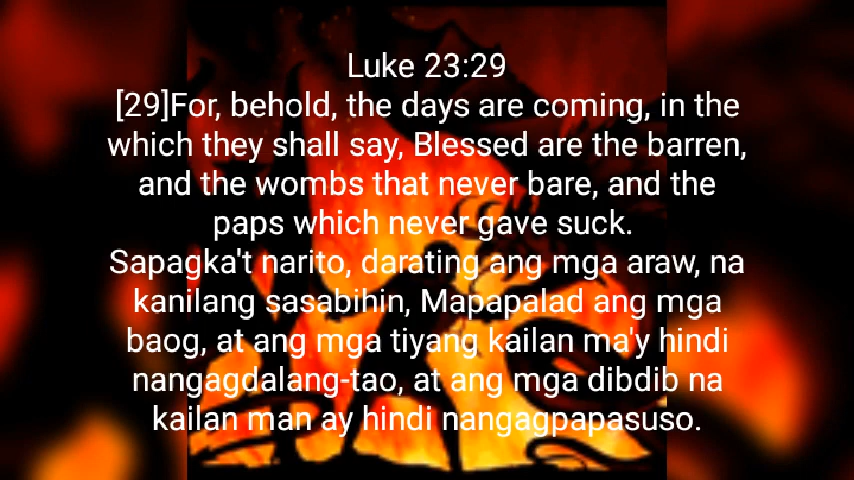 Luke 23:29
[29]For, behold, the days are coming, in the
which they shall say, Blessed are the barren,
and the wombs that never bare, and the
paps which never gave suck.
Sapagka't narito, darating ang mga araw, na
kanilang sasabihin, Mapapalad ang mga
baog, at ang mga tiyang kailan ma'y hindi
nangagdalang-tao, at ang mga dibdib na
kailan man ay hindi nangagpapasuso.